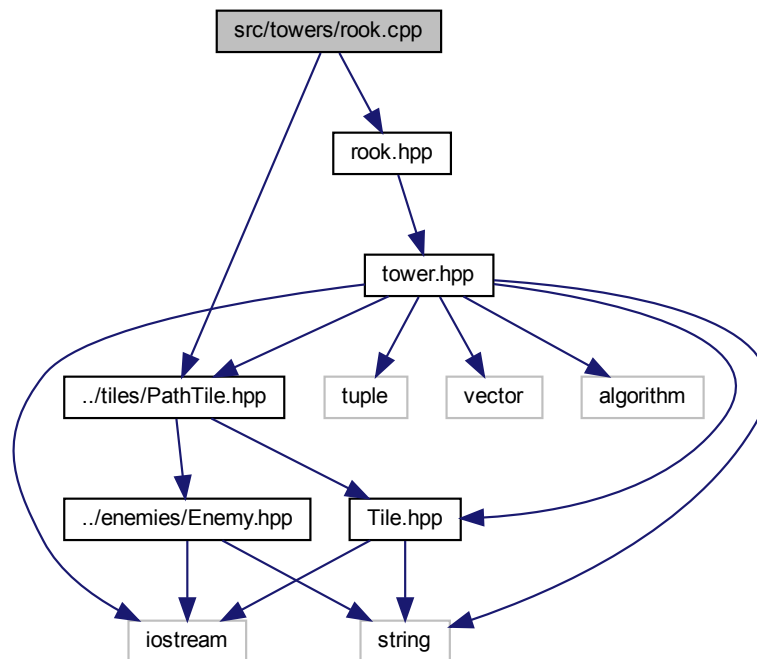 src/towers/rook.cpp
rook.hpp
tower.hpp
../tiles/PathTile.hpp
tuple
vector
algorithm
../enemies/Enemy.hpp
Tile.hpp
iostream
string